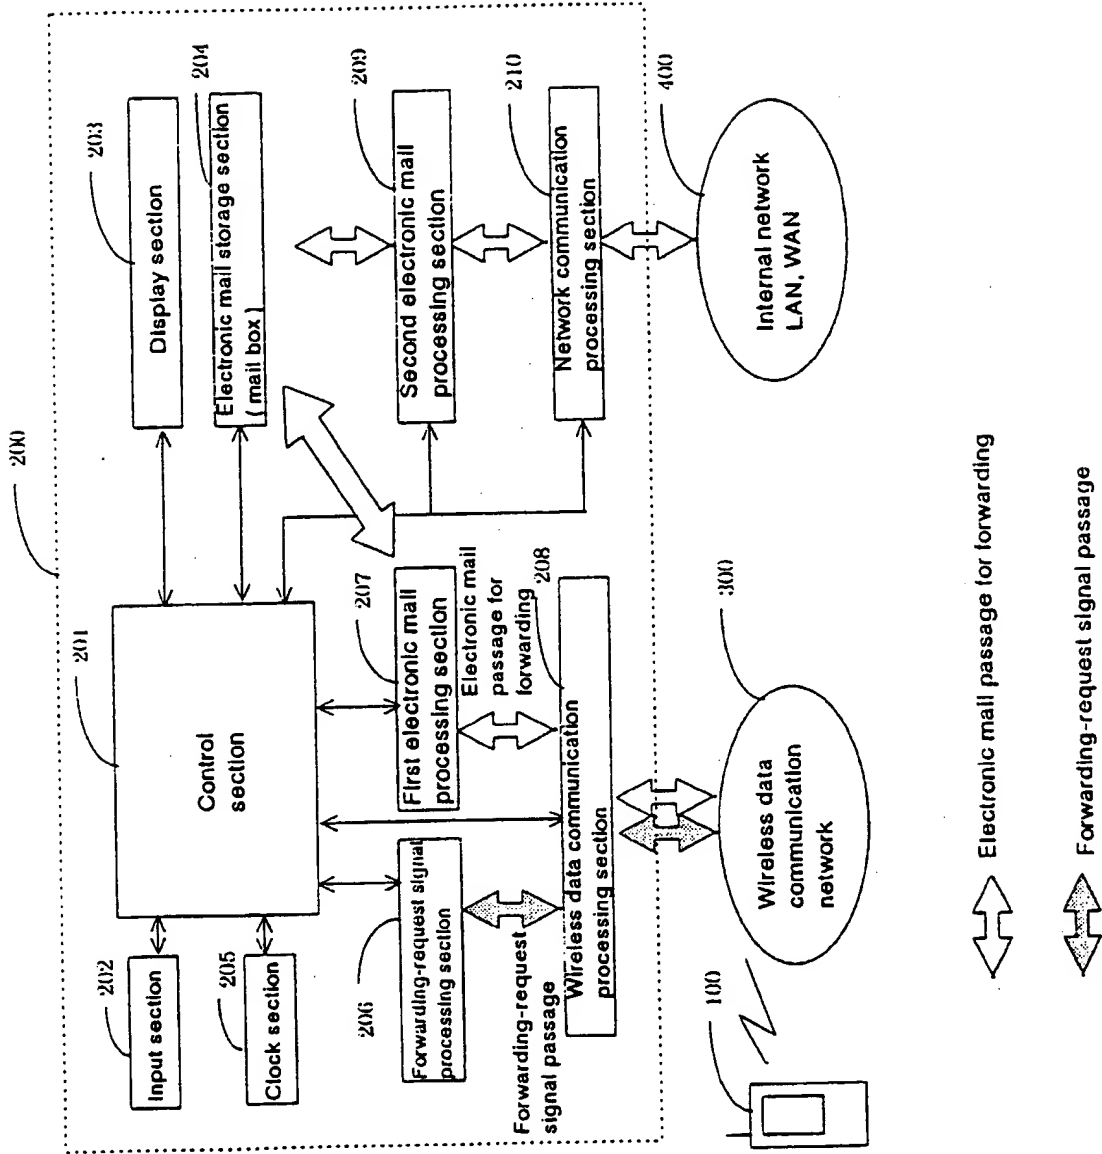 200
201
Control
section
202
Input section
205
Clock section
203
Display section
204
Electronic mail storage section
( mail box )
206
Forwarding-request signal
processing section
207
First electronic mail
processing section
Electronic mail
passage for
forwarding
209
Second electronic mail
processing section
Forwarding-request
signal passage
208
Wireless data communication
processing section
210
Network communication
processing section
100
300
Wireless data
communication
network
400
Internal network
LAN, WAN
Electronic mail passage for forwarding
Forwarding-request signal passage